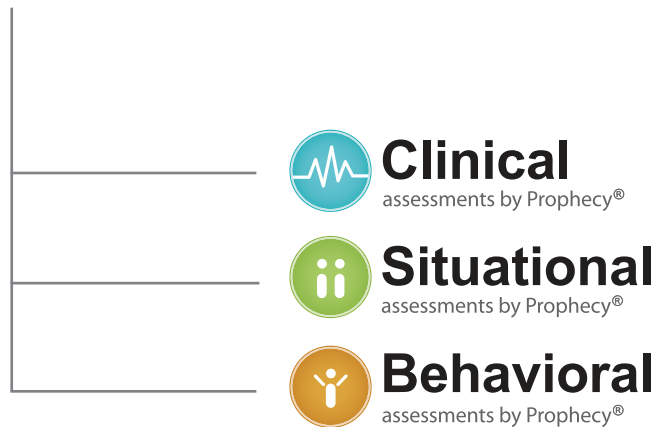 Clinical
assessments by Prophecy®
Situational
assessments by Prophecy®
Behavioral
assessments by Prophecy®